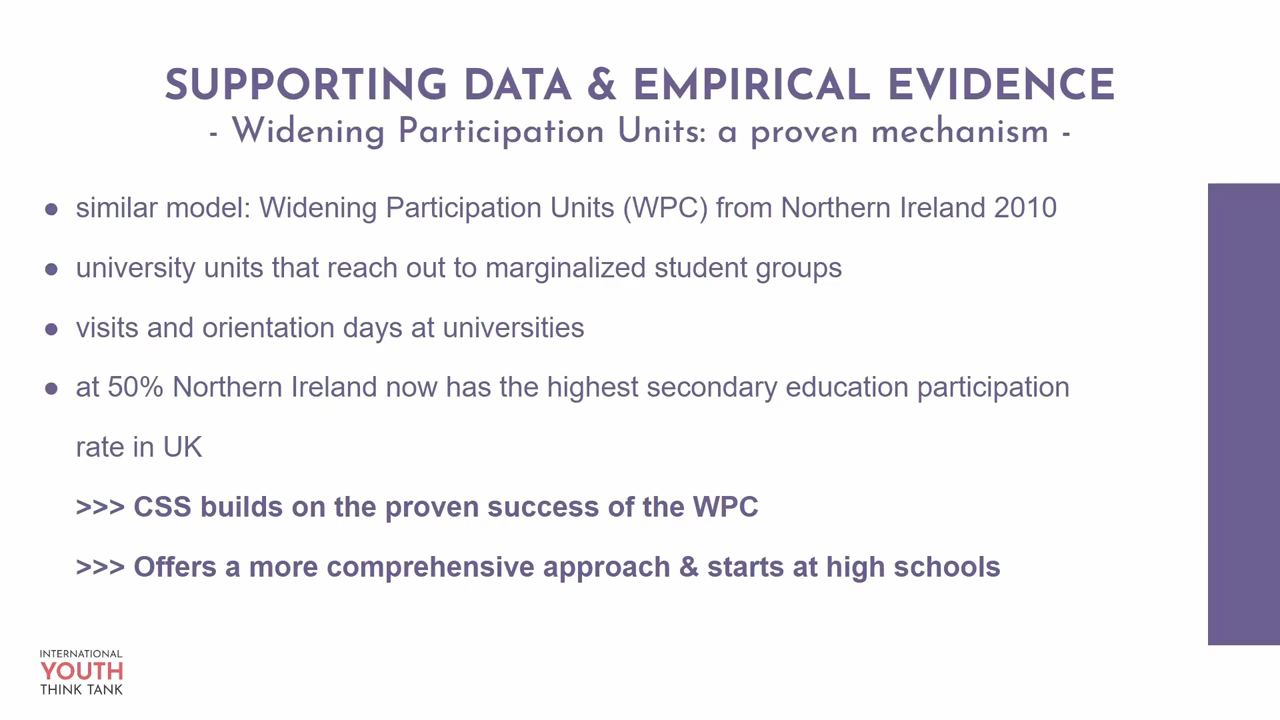 SUPPORTING DATA & EMPIRICAL EVIDENCE
- Widening Participation Units: a proven mechanism -
● similar model: Widening Participation Units (WPC) from Northern Ireland 2010
● university units that reach out to marginalized student groups
● visits and orientation days at universities
● at 50% Northern Ireland now has the highest secondary education participation
rate in UK
>>> CSS builds on the proven success of the WPC
>>> Offers a more comprehensive approach & starts at high schools
INTERNATIONAL
YOUTH
THINK TANK